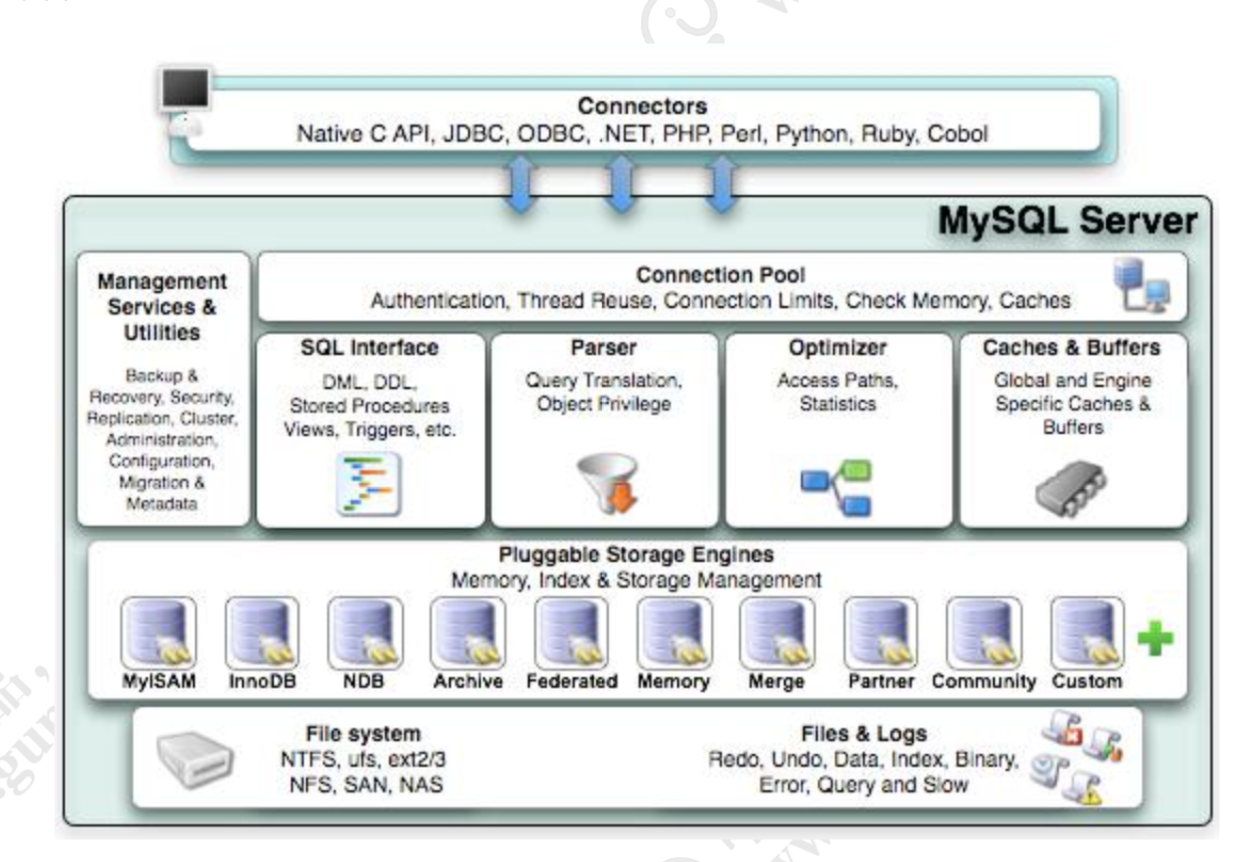 Connectors
Native C API, JDBC, ODBC, .NET, PHP, Perl, Python, Ruby, Cobol
MySQL Server
Management
Services &
Utilities
Backup &
Recovery, Security,
Replication, Cluster,
Administration,
Configuration,
Migration &
Metadata
Connection Pool
Authentication, Thread Reuse, Connection Limits, Check Memory, Caches
SQL Interface
DML, DDL,
Stored Procedures
Views, Triggers, etc.
Parser
Query Translation,
Object Privilege
Optimizer
Access Paths,
Statistics
Caches & Buffers
Global and Engine
Specific Caches &
Buffers
Pluggable Storage Engines
Memory, Index & Storage Management
MyISAM
InnoDB
NDB
Archive
Federated
Memory
Merge
Partner
Community
Custom
File system
NTFS, ufs, ext2/3
NFS, SAN, NAS
Files & Logs
Redo, Undo, Data, Index, Binary,
Error, Query and Slow